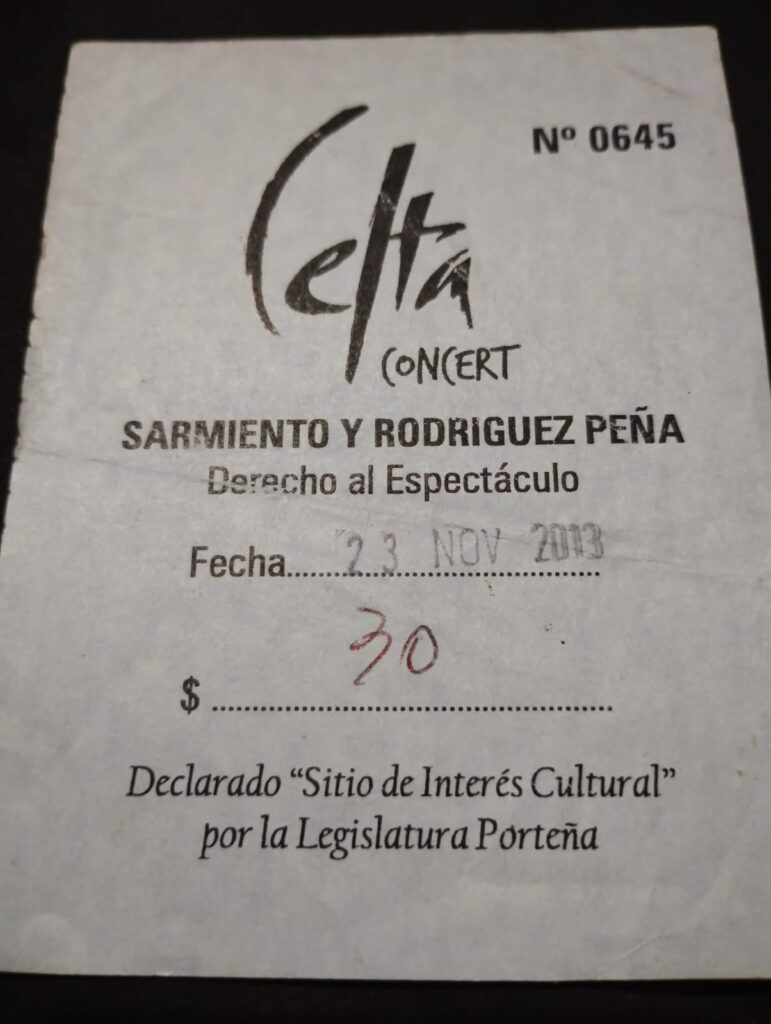 Nº 0645
Celta
CONCERT
SARMIENTO Y RODRIGUEZ PEÑA
Derecho al Espectáculo
Fecha.....23 NOV 2013
30
$ ..............................
Declarado “Sitio de Interés Cultural”
por la Legislatura Porteña